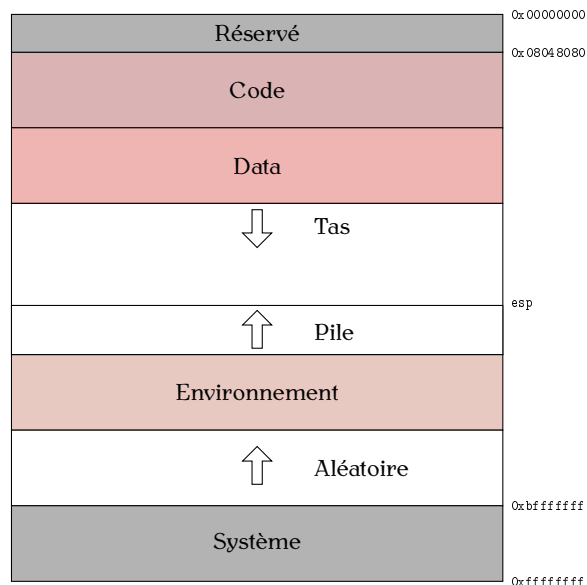 0x00000000
Réservé
0x08048080
Code
Data
Tas
esp
Pile
Environnement
Aléatoire
0xbfffffff
Système
0xffffffff